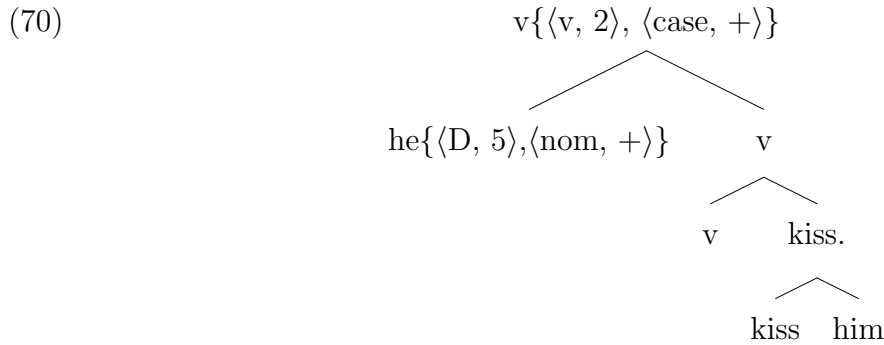 (70) v{⟨v, 2⟩, ⟨case, +⟩}
he{⟨D, 5⟩,⟨nom, +⟩} v
v kiss.
kiss him